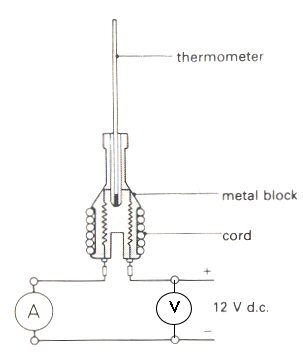 thermometer
metal block
cord
+
A
V
12 V d.c.
−